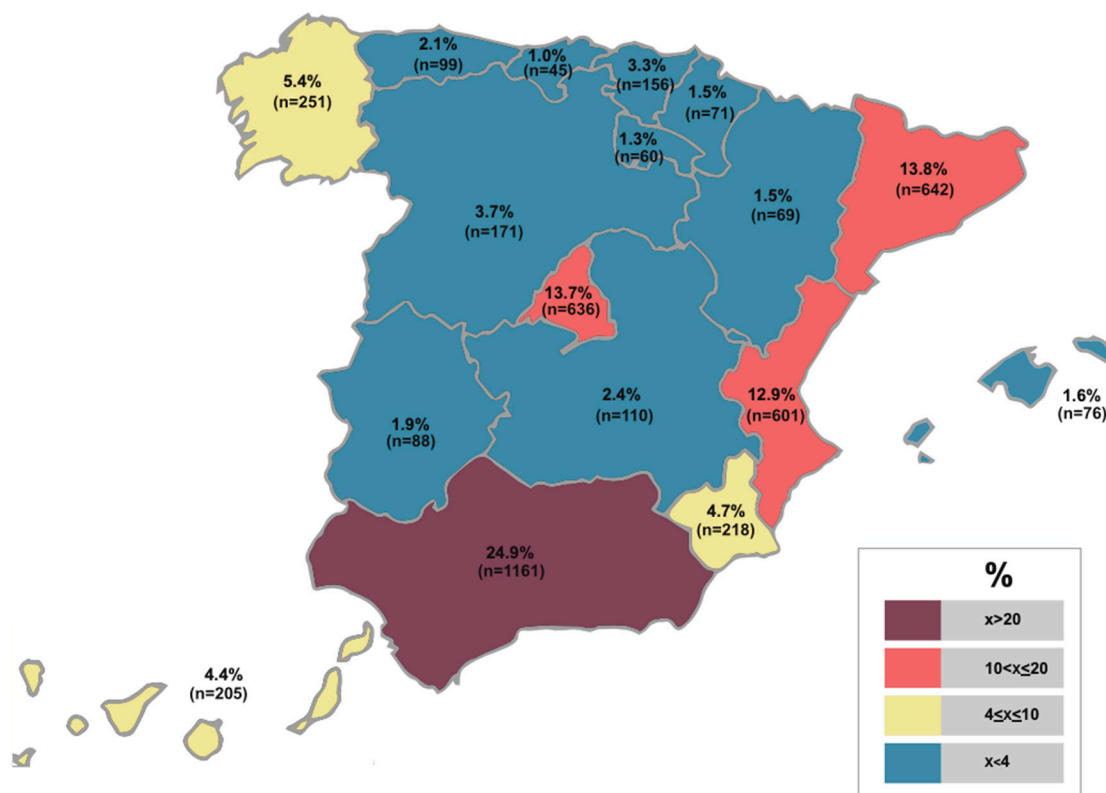 2.1%
(n=99)
1.0%
(n=45)
3.3%
(n=156)
1.5%
(n=71)
5.4%
(n=251)
1.3%
(n=60)
13.8%
(n=642)
3.7%
(n=171)
1.5%
(n=69)
13.7%
(n=636)
2.4%
(n=110)
12.9%
(n=601)
1.6%
(n=76)
1.9%
(n=88)
4.7%
(n=218)
24.9%
(n=1161)
4.4%
(n=205)
%
x>20
10<x≤20
4≤x≤10
x<4